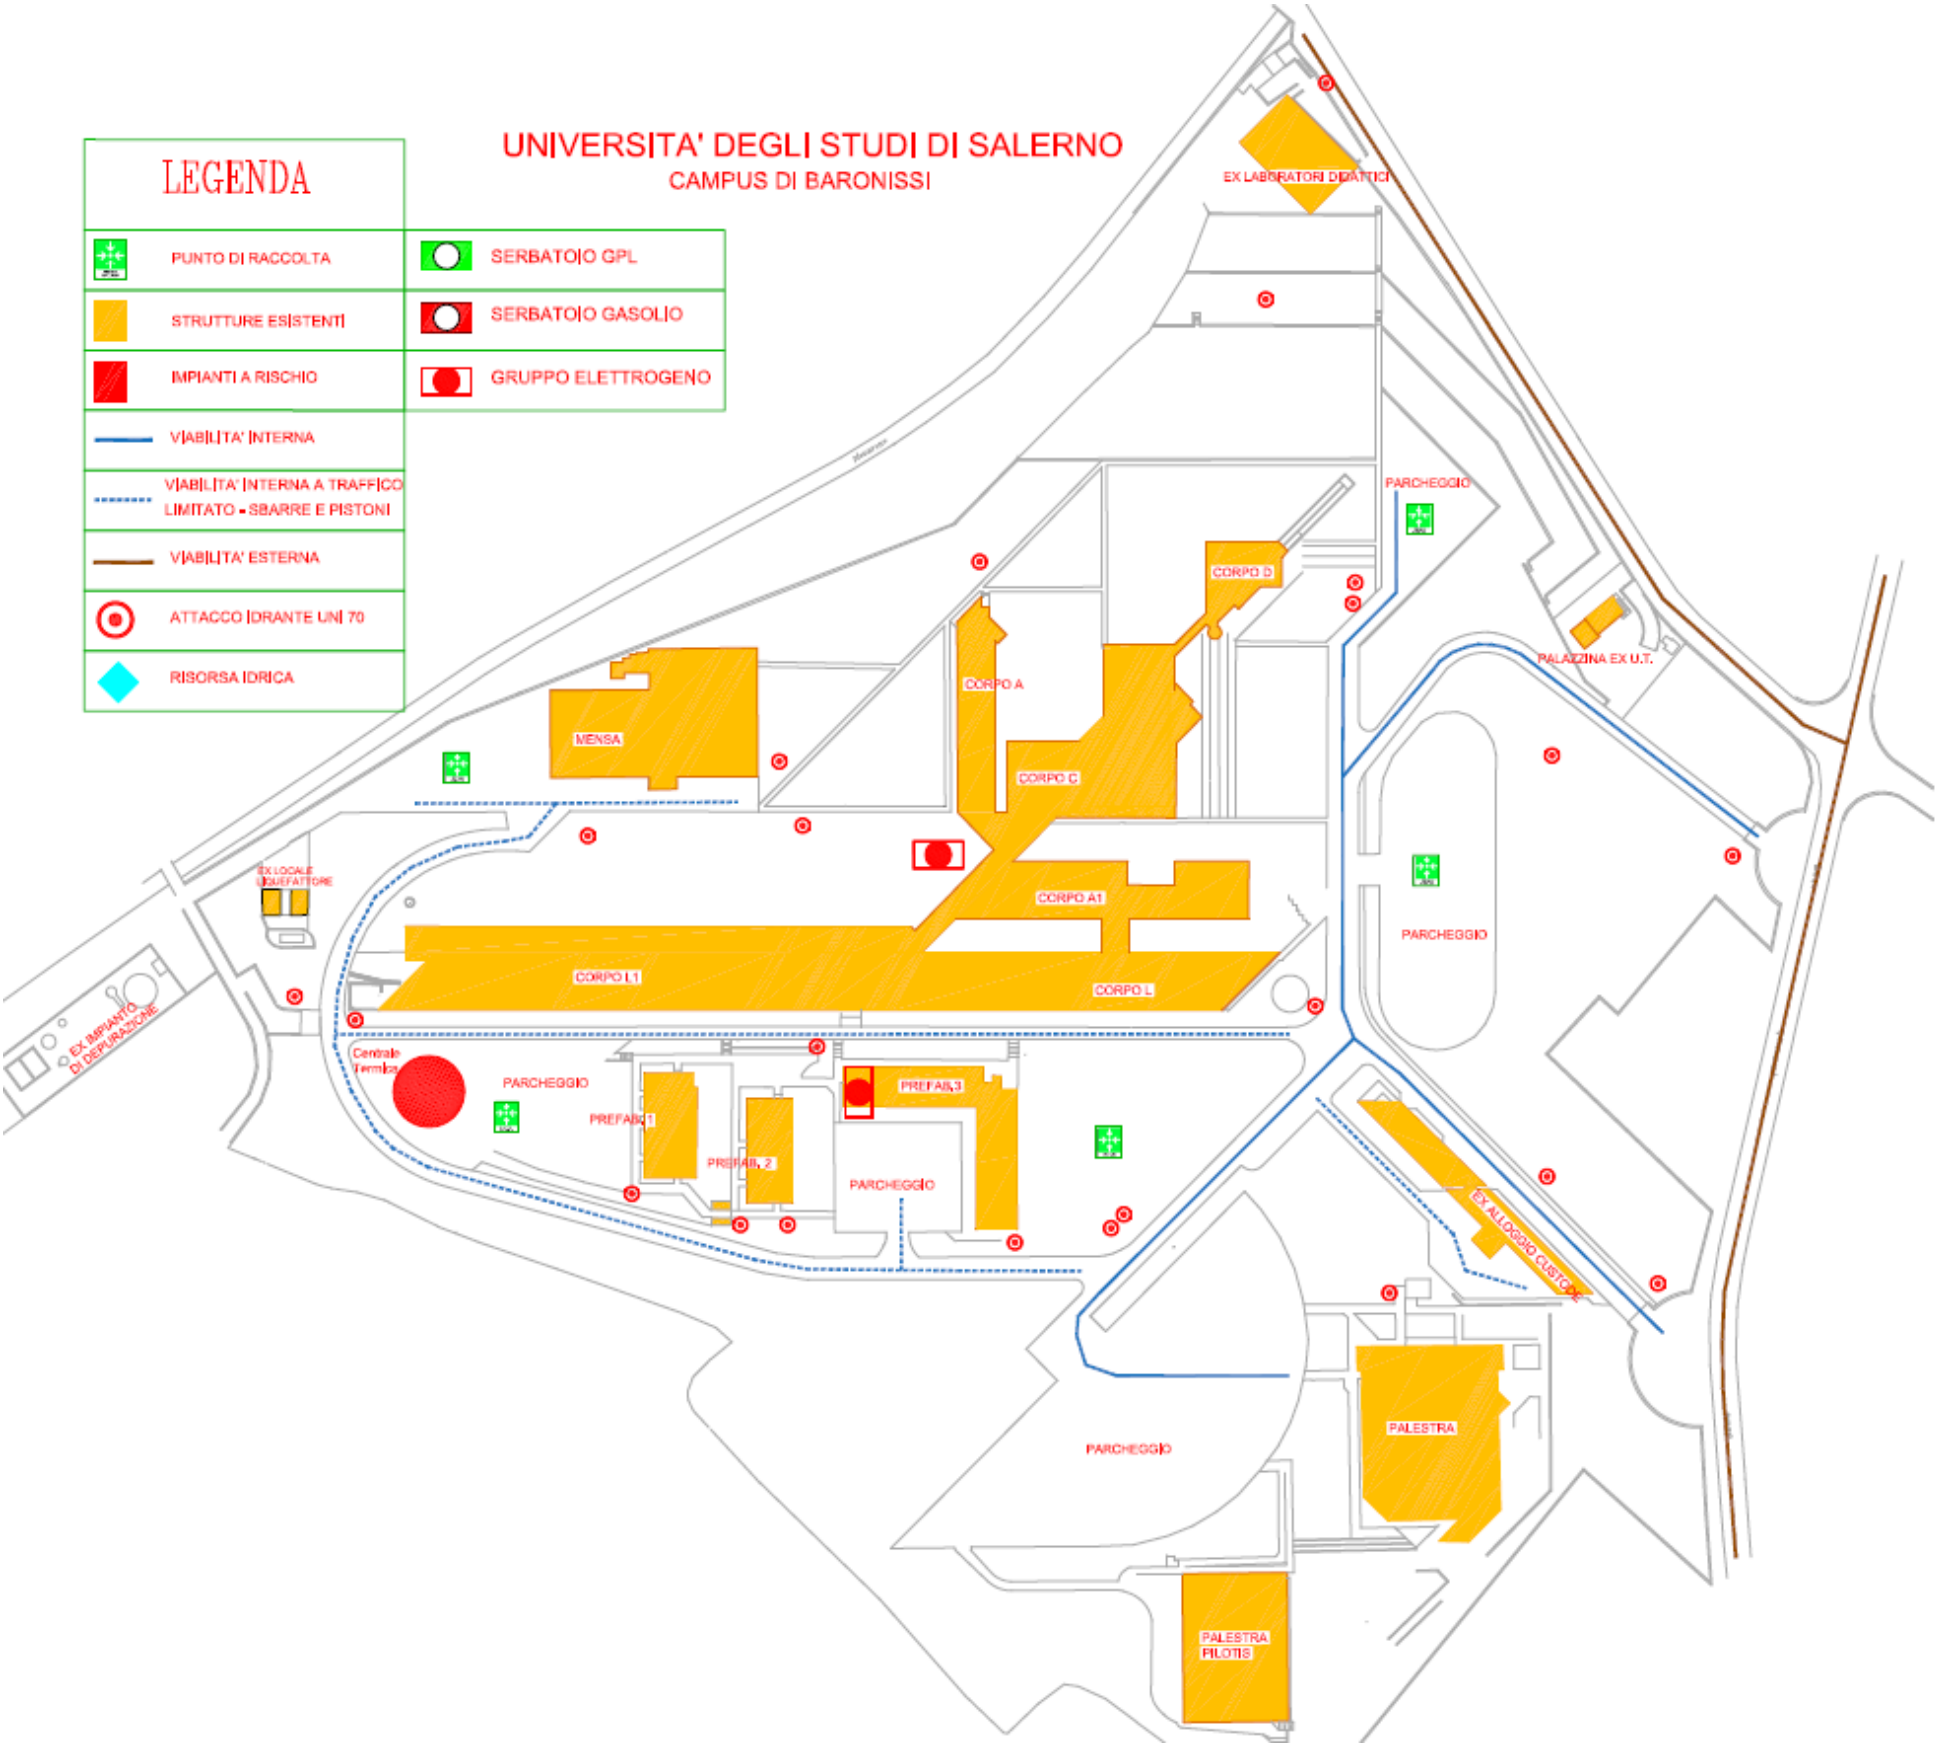 UNIVERSITA' DEGLI STUDI DI SALERNO
CAMPUS DI BARONISSI
LEGENDA
PUNTO DI RACCOLTA
SERBATOIO GPL
STRUTTURE ESISTENTI
SERBATOIO GASOLIO
IMPIANTI A RISCHIO
GRUPPO ELETTROGENO
VIABILITA' INTERNA
VIABILITA' INTERNA A TRAFFICO
LIMITATO - SBARRE E PISTONI
VIABILITA' ESTERNA
ATTACCO IDRANTE UNI 70
RISORSA IDRICA
EX LABORATORI DIDATTICI
PARCHEGGIO
CORPO D
PALAZZINA EX U.T.
CORPO A
MENSA
CORPO C
EX LOCALE
LIQUEFATTORE
CORPO A1
PARCHEGGIO
CORPO L1
CORPO L
EX IMPIANTO
DI DEPURAZIONE
Centrale
Termica
PARCHEGGIO
PREFAB. 1
PREFAB.3
PREFAB. 2
PARCHEGGIO
EX ALLOGGIO CUSTODE
PALESTRA
PARCHEGGIO
PALESTRA
PILOTIS